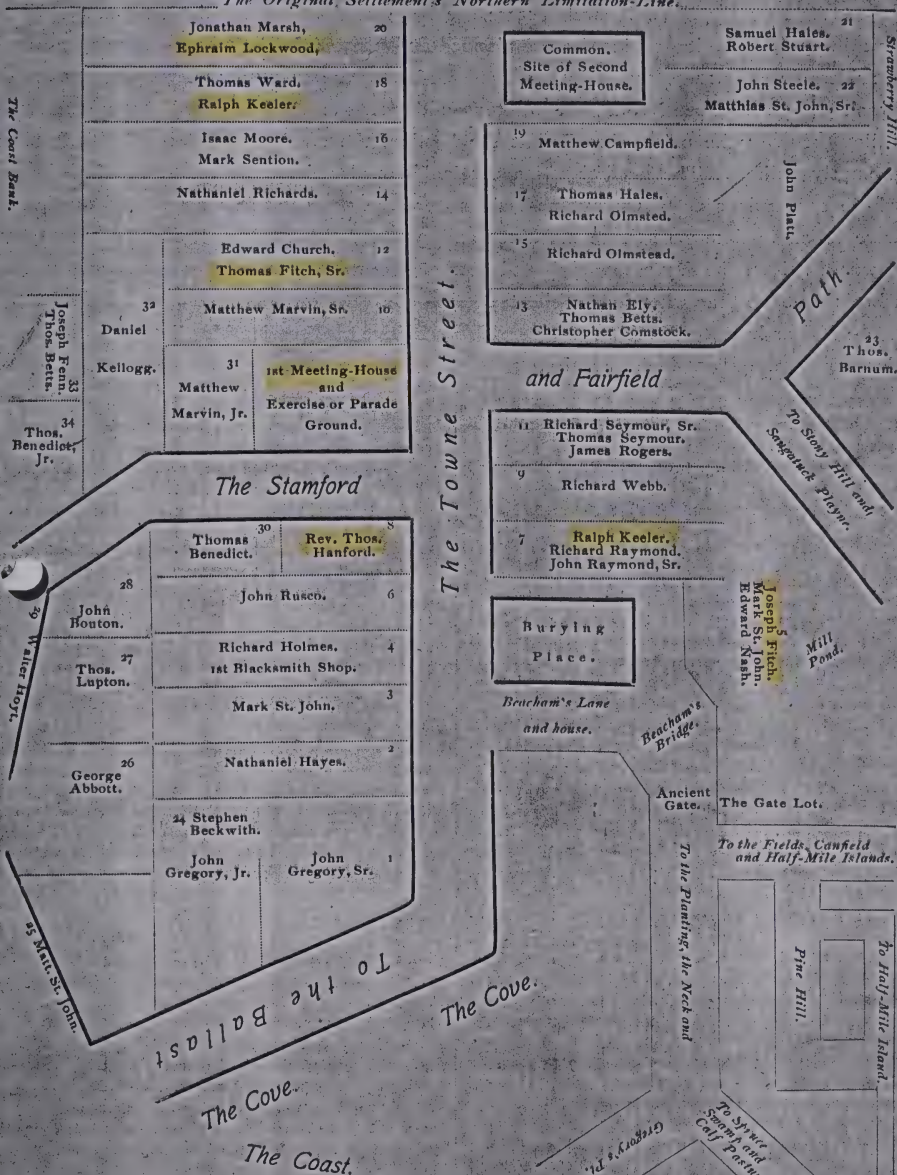 The Original Settlement's Northern Limitation-Line.
Jonathan Marsh, 20
Ephraim Lockwood,
Thomas Ward. 18
Ralph Keeler.
Isaac Moore. 16
Mark Sention.
Nathaniel Richards. 14
Edward Church. 12
Thomas Fitch, Sr.
Matthew Marvin, Sr. 10
1st Meeting-House
and
Exercise or Parade
Ground.
31
Matthew
Marvin, Jr.
32
Daniel
Kellogg.
The Coast Bank.
Joseph Fenn. 33
Thos. Betts.
34
Thos.
Benedict,
Jr.
Common.
Site of Second
Meeting-House.
21
Samuel Hales.
Robert Stuart.
John Steele. 22
Matthias St. John, Sr.
Strawberry Hill.
19
Matthew Campfield.
17 Thomas Hales.
Richard Olmsted.
15
Richard Olmstead.
13 Nathan Ely.
Thomas Betts.
Christopher Comstock.
John Platt.
Path.
23
Thos.
Barnum.
The Towne Street.
and Fairfield
To Stony Hill and
Saugatuck Playne.
11 Richard Seymour, Sr.
Thomas Seymour.
James Rogers.
9
Richard Webb.
7 Ralph Keeler.
Richard Raymond.
John Raymond, Sr.
The Stamford
30
Thomas
Benedict.
8
Rev. Thos.
Hanford.
John Rusco. 6
Richard Holmes. 4
1st Blacksmith Shop.
Mark St. John. 3
Nathaniel Hayes. 2
24 Stephen
Beckwith.
John
Gregory, Jr.
John 1
Gregory, Sr.
28
John
Bouton.
29 Walter Hoyt.
27
Thos.
Lupton.
26
George
Abbott.
25 Matt. St. John.
Burying
Place.
Joseph Fitch. 5
Mark St. John.
Edward Nash.
Mill
Pond.
Beacham's Lane
and house.
Beacham's
Bridge.
Ancient
Gate.
The Gate Lot.
To the Fields, Canfield
and Half-Mile Islands.
To the Planting, the Neck and
Pine Hill.
To Half-Mile Island.
To the Ballast
The Cove.
The Cove.
The Coast.
Gregory's Pt.
To Spruce
Swamp and
Calf